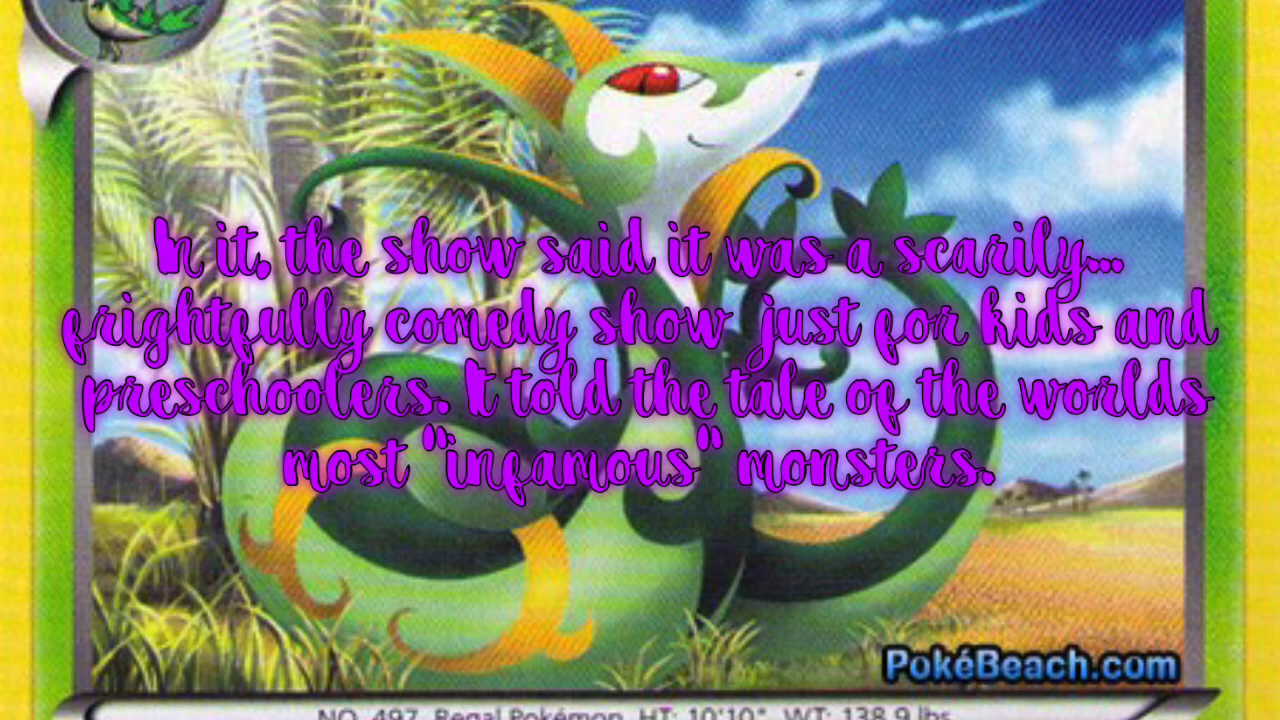 In it, the show said it was a scarily...
frightfully comedy show just for kids and
preschoolers. It told the tale of the worlds
most "infamous" monsters.
PokéBeach.com
NO. 497 Regal Pokémon HT: 10'10" WT: 138.9 lbs.